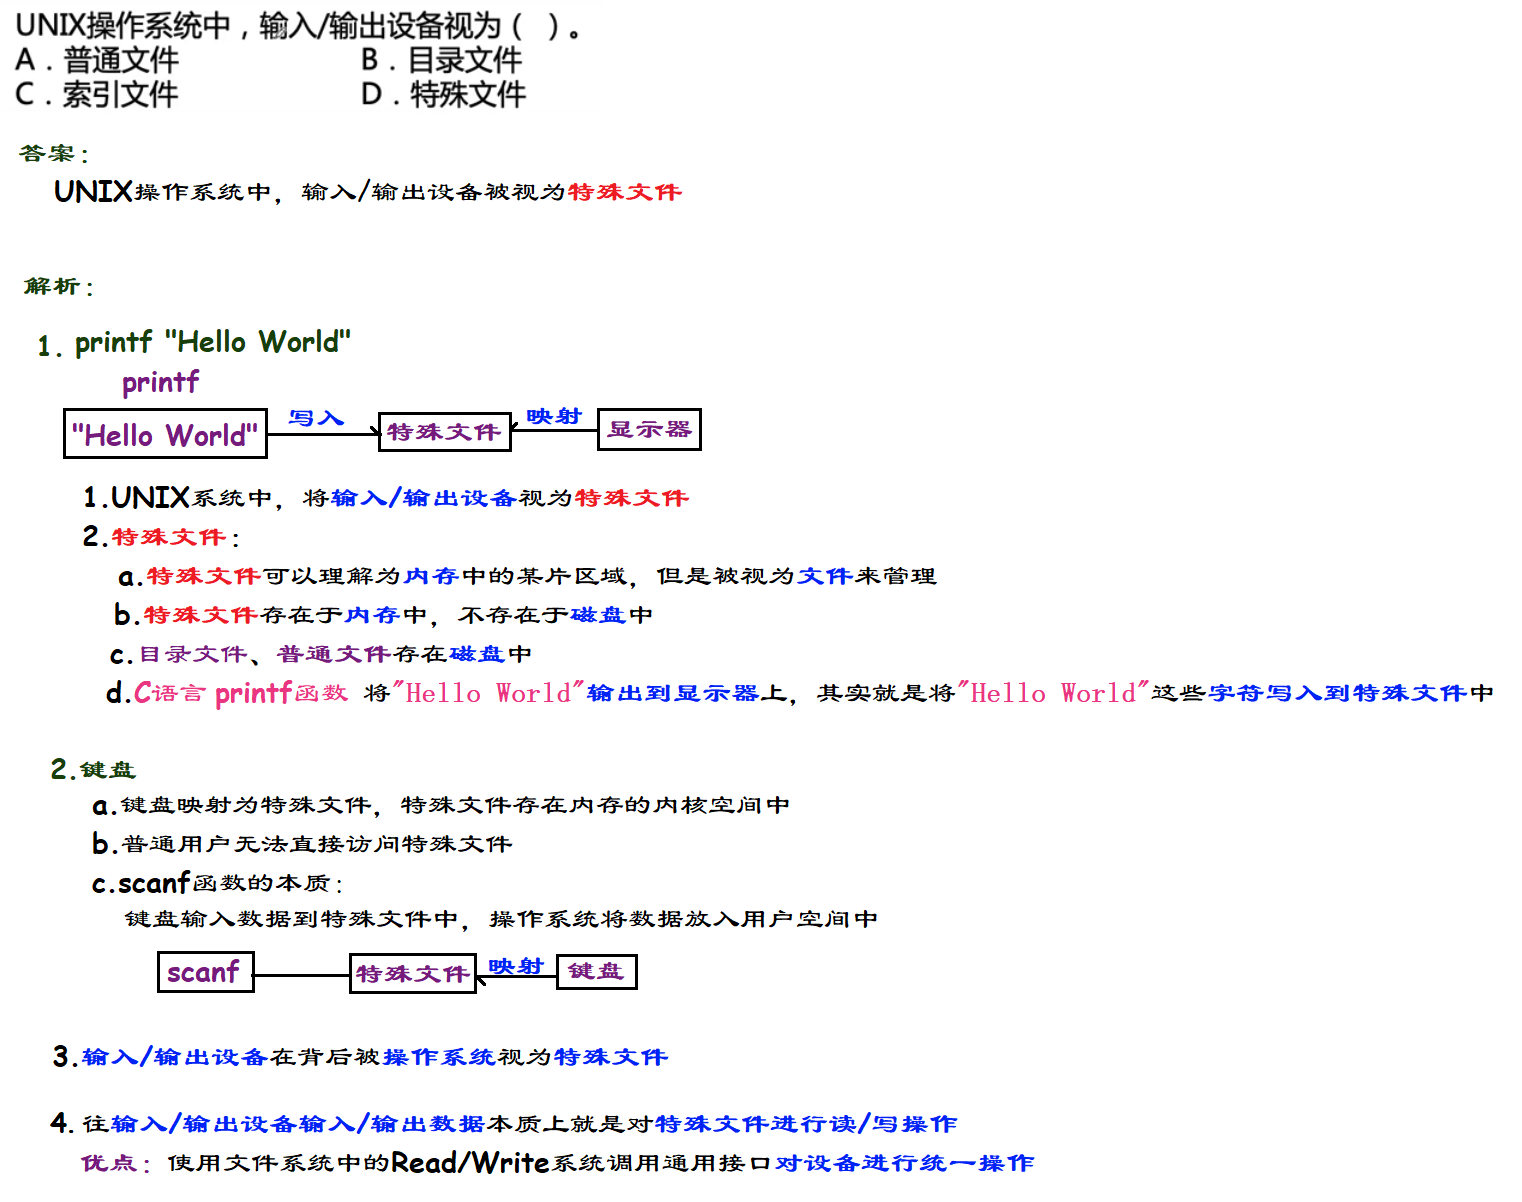 UNIX操作系统中，输入/输出设备视为（ ）。
A．普通文件 B．目录文件
C．索引文件 D．特殊文件
答案：
UNIX操作系统中，输入/输出设备被视为特殊文件
解析：
1. printf "Hello World"
printf
"Hello World" 写入 特殊文件 映射 显示器
1.UNIX系统中，将输入/输出设备视为特殊文件
2.特殊文件：
a.特殊文件可以理解为内存中的某片区域，但是被视为文件来管理
b.特殊文件存在于内存中，不存在于磁盘中
c.目录文件、普通文件存在磁盘中
d.C语言 printf函数 将"Hello World"输出到显示器上，其实就是将"Hello World"这些字符写入到特殊文件中
2.键盘
a.键盘映射为特殊文件，特殊文件存在内存的内核空间中
b.普通用户无法直接访问特殊文件
c.scanf函数的本质：
键盘输入数据到特殊文件中，操作系统将数据放入用户空间中
scanf 特殊文件 映射 键盘
3.输入/输出设备在背后被操作系统视为特殊文件
4.往输入/输出设备输入/输出数据本质上就是对特殊文件进行读/写操作
优点：使用文件系统中的Read/Write系统调用通用接口对设备进行统一操作